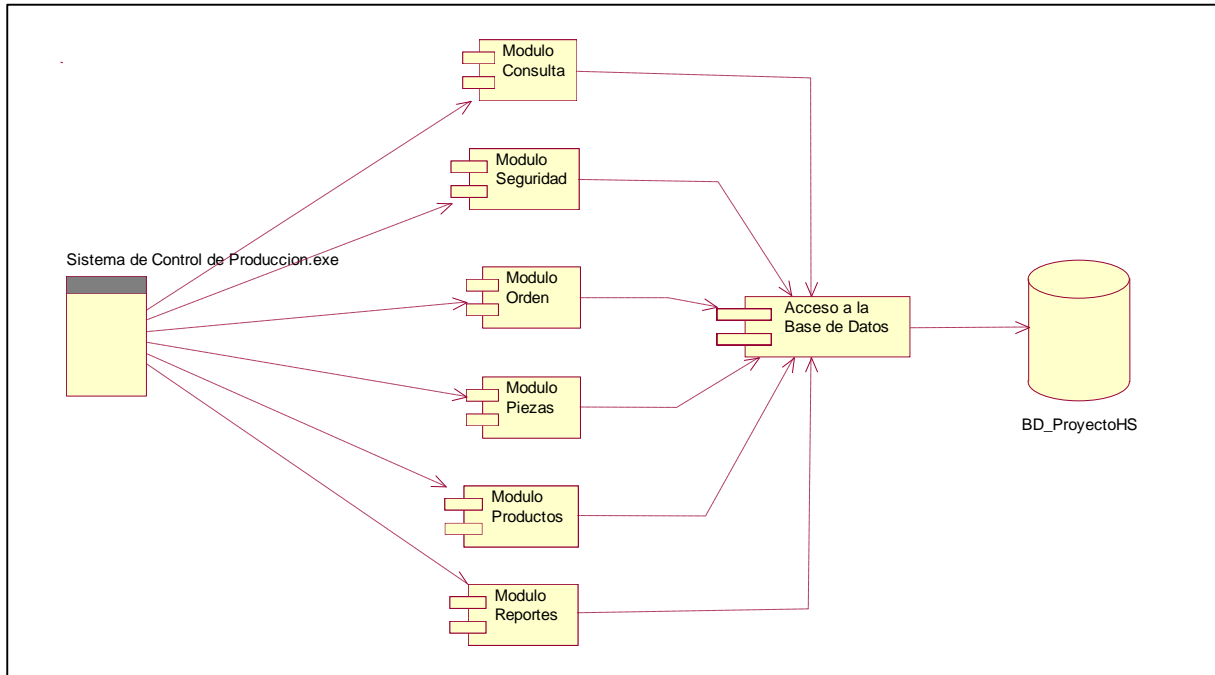 Modulo
Consulta
Modulo
Seguridad
Sistema de Control de Produccion.exe
Modulo
Orden
Acceso a la
Base de Datos
Modulo
Piezas
BD_ProyectoHS
Modulo
Productos
Modulo
Reportes